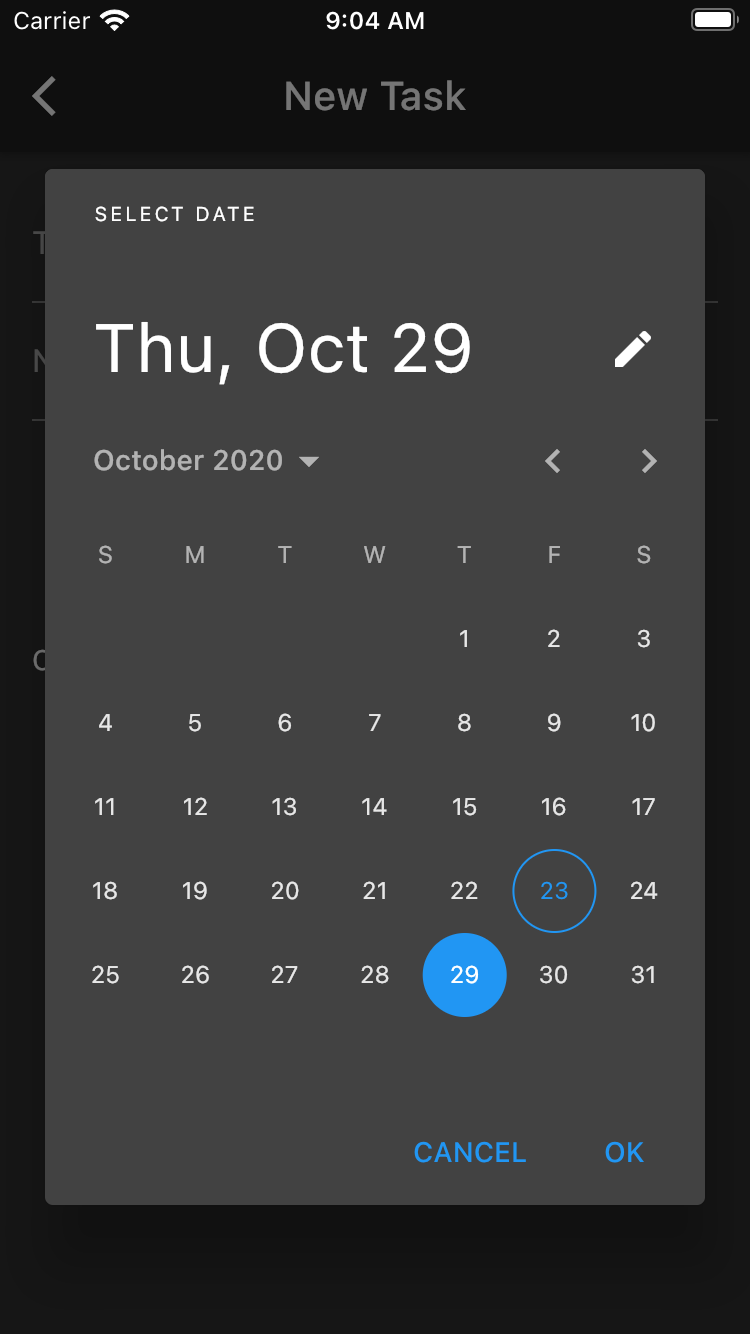 Carrier 9:04 AM
New Task
SELECT DATE
Thu, Oct 29
October 2020
S M T W T F S
1 2 3
4 5 6 7 8 9 10
11 12 13 14 15 16 17
18 19 20 21 22 23 24
25 26 27 28 29 30 31
CANCEL OK